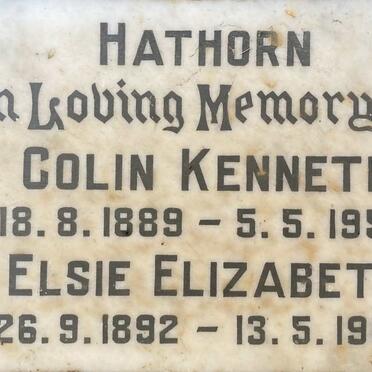 HATHORN
n Loving Memory
COLIN KENNET
18.8.1889 – 5.5.195
ELSIE ELIZABET
26.9.1892 – 13.5.19